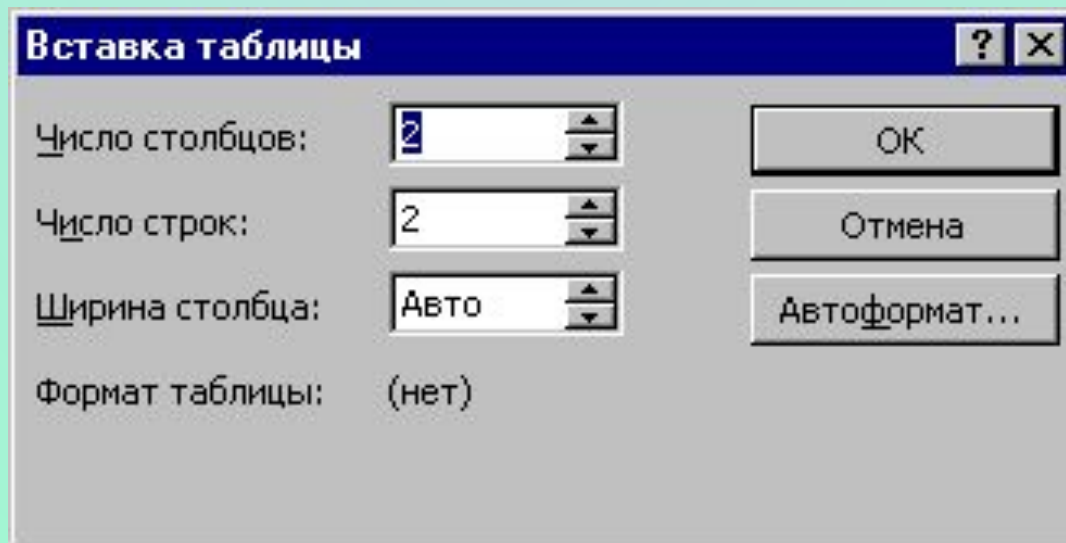 Вставка таблицы
Число столбцов: 2 ОК
Число строк: 2 Отмена
Ширина столбца: Авто Автоформат...
Формат таблицы: (нет)